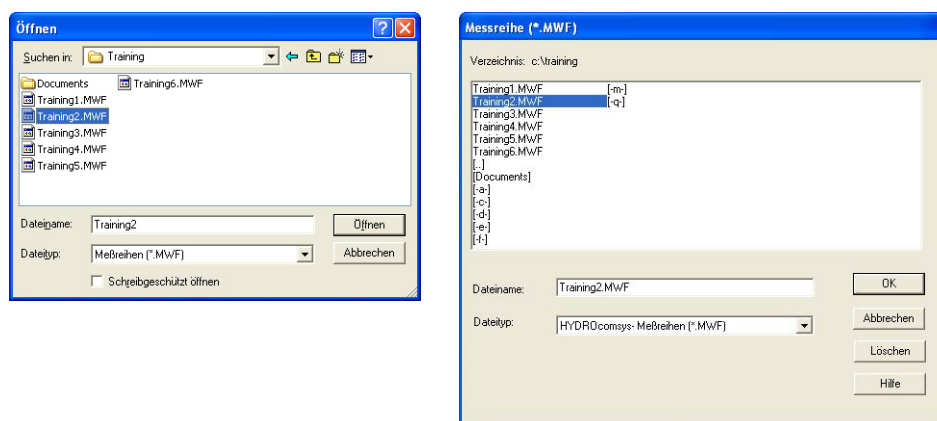 Öffnen
Suchen in: Training
Documents Training6.MWF
Training1.MWF
Training2.MWF
Training3.MWF
Training4.MWF
Training5.MWF
Dateiname: Training2 Öffnen
Dateityp: Meßreihen (*.MWF) Abbrechen
Schreibgeschützt öffnen
Messreihe (*.MWF)
Verzeichnis: c:\training
Training1.MWF [-m-]
Training2.MWF [-q-]
Training3.MWF
Training4.MWF
Training5.MWF
Training6.MWF
[..]
[Documents]
[-a-]
[-c-]
[-d-]
[-e-]
[-f-]
Dateiname: Training2.MWF OK
Dateityp: HYDROcomsys- Meßreihen (*.MWF) Abbrechen
Löschen
Hilfe